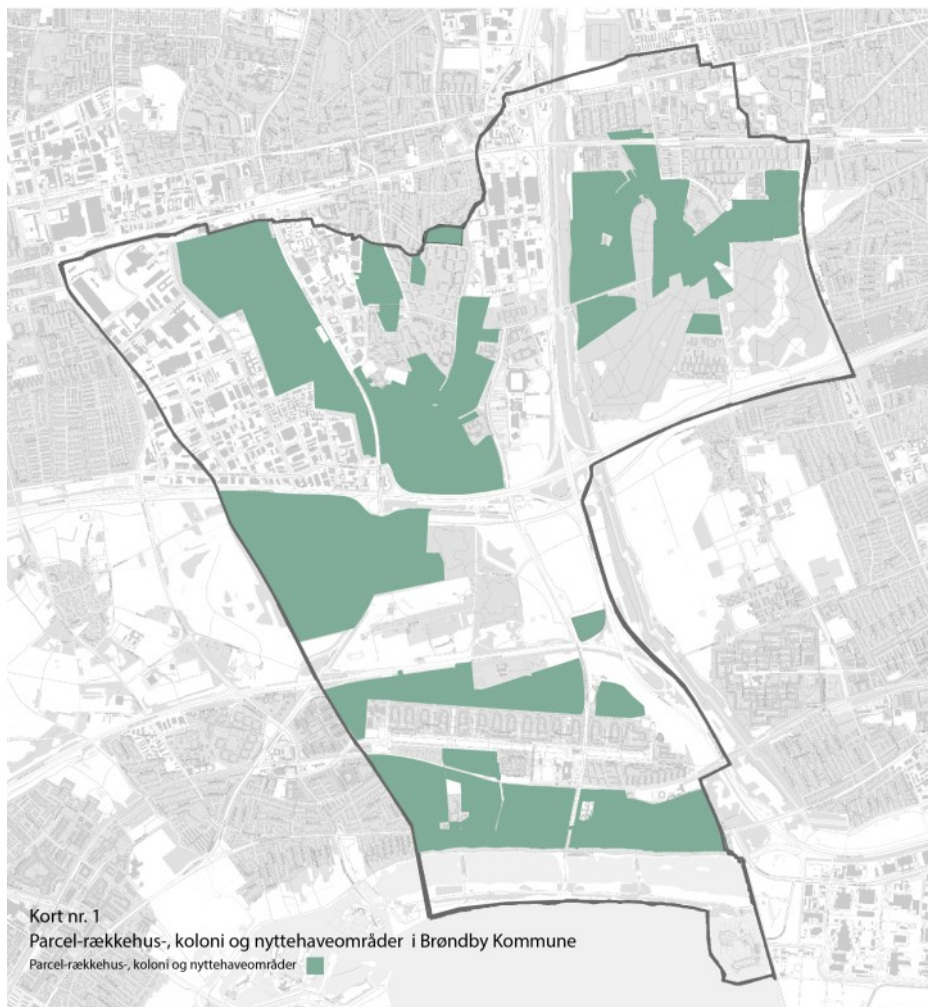 Kort nr. 1
Parcel-rækkehus-, koloni og nyttehaveområder i Brøndby Kommune
Parcel-rækkehus-, koloni og nyttehaveområder